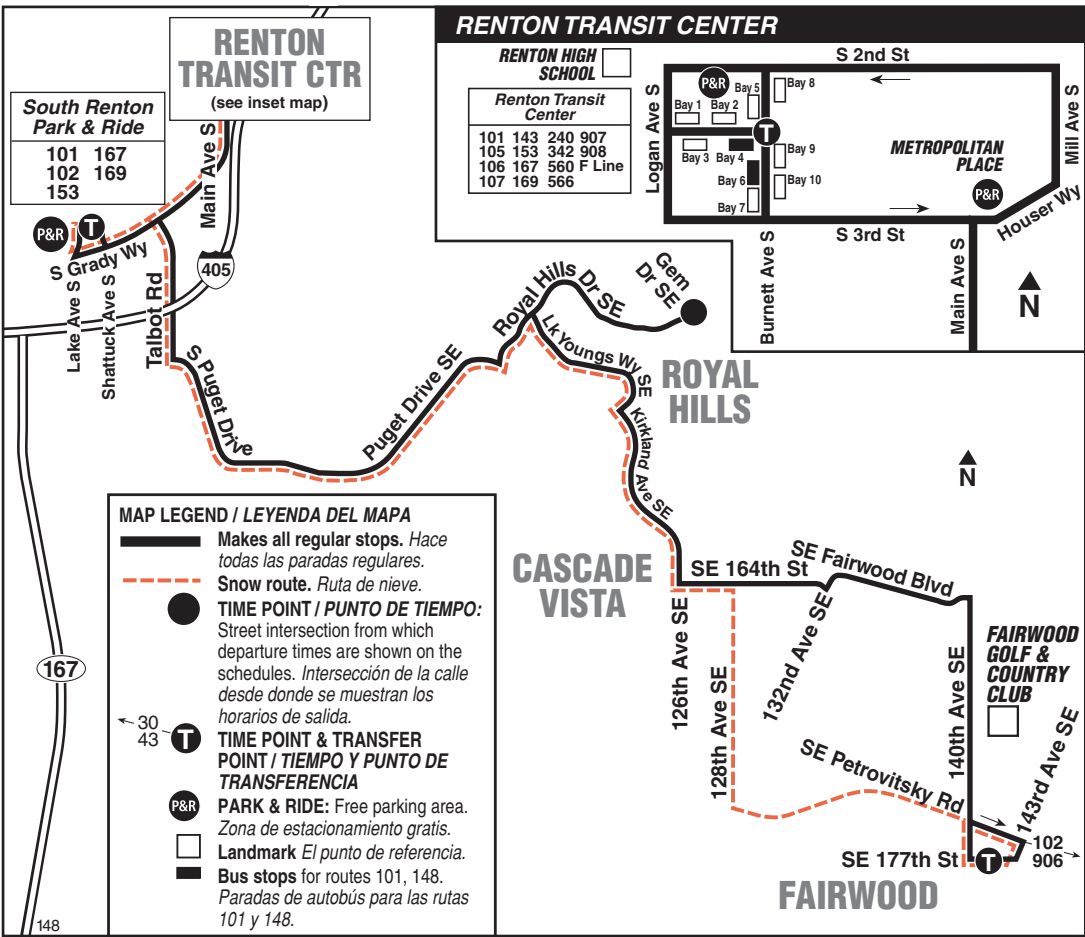 RENTON
TRANSIT CTR
(see inset map)
South Renton
Park & Ride
101 167
102 169
153
P&R
T
S Grady Wy
Main Ave S
405
Lake Ave S
Shattuck Ave S
Talbot Rd
S Puget Drive
Puget Drive SE
Royal Hills Dr SE
Gem
Dr SE
Lk Youngs Wy SE
ROYAL
HILLS
Kirkland Ave SE
N
RENTON TRANSIT CENTER
RENTON HIGH
SCHOOL
Renton Transit
Center
101 143 240 907
105 153 342 908
106 167 560 F Line
107 169 566
S 2nd St
Logan Ave S
P&R
Bay 5
Bay 8
Bay 1
Bay 2
T
Bay 3
Bay 4
Bay 9
Bay 6
Bay 10
Bay 7
METROPOLITAN
PLACE
P&R
Mill Ave S
Houser Wy
S 3rd St
Burnett Ave S
Main Ave S
N
CASCADE
VISTA
SE 164th St
SE Fairwood Blvd
126th Ave SE
128th Ave SE
132nd Ave SE
140th Ave SE
FAIRWOOD
GOLF &
COUNTRY
CLUB
143rd Ave SE
SE Petrovitsky Rd
SE 177th St
T
102
906
FAIRWOOD
167
MAP LEGEND / LEYENDA DEL MAPA
Makes all regular stops. Hace
todas las paradas regulares.
Snow route. Ruta de nieve.
TIME POINT / PUNTO DE TIEMPO:
Street intersection from which
departure times are shown on the
schedules. Intersección de la calle
desde donde se muestran los
horarios de salida.
30
43
T
TIME POINT & TRANSFER
POINT / TIEMPO Y PUNTO DE
TRANSFERENCIA
P&R
PARK & RIDE: Free parking area.
Zona de estacionamiento gratis.
Landmark El punto de referencia.
Bus stops for routes 101, 148.
Paradas de autobús para las rutas
101 y 148.
148